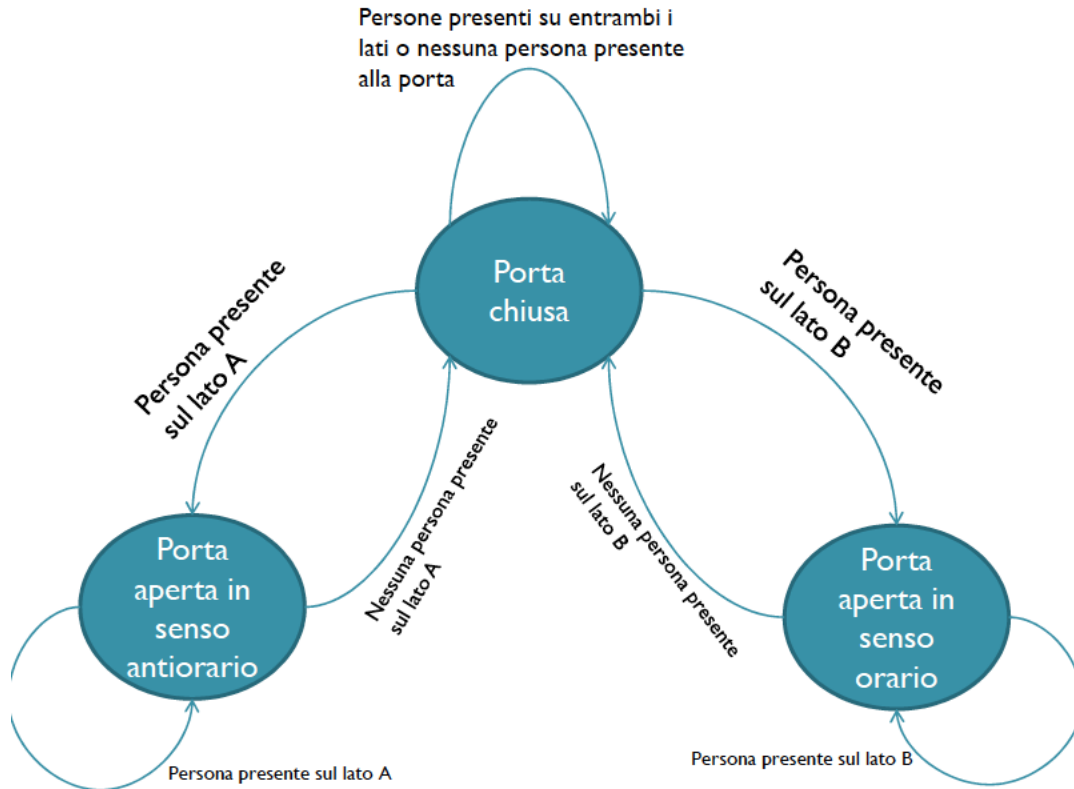 Persone presenti su entrambi i
lati o nessuna persona presente
alla porta
Porta
chiusa
Persona presente
sul lato A
Persona presente
sul lato B
Nessuna persona presente
sul lato A
Nessuna persona presente
sul lato B
Porta
aperta in
senso
antiorario
Porta
aperta in
senso
orario
Persona presente sul lato A
Persona presente sul lato B